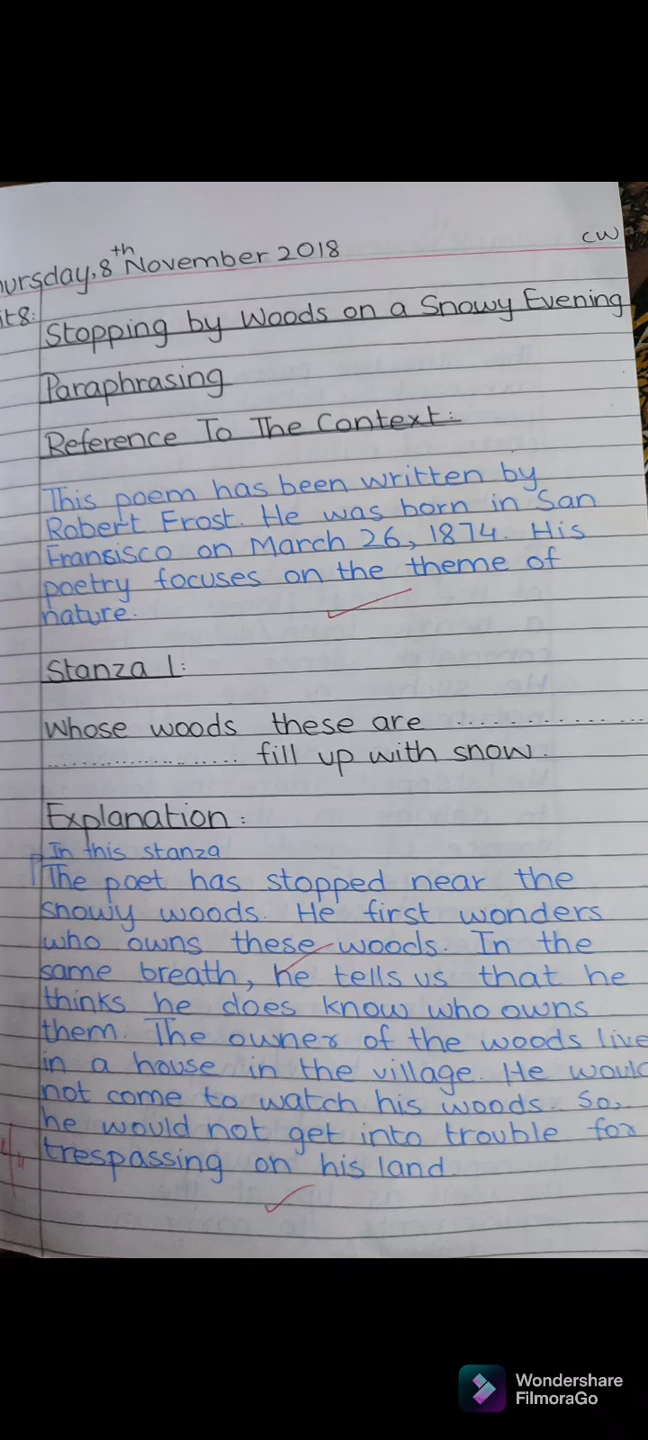 hursday, 8th November 2018
CW
it 8:
Stopping by Woods on a Snowy Evening
Paraphrasing
Reference To The Context:
This poem has been written by
Robert Frost. He was born in San
Fransisco on March 26, 1874. His
poetry focuses on the theme of
nature.
Stanza 1:
Whose woods these are ..............
..................... fill up with snow.
Explanation:
In this stanza
The poet has stopped near the
snowy woods. He first wonders
who owns these woods. In the
same breath, he tells us that he
thinks he does know who owns
them. The owner of the woods live
in a house in the village. He would
not come to watch his woods. So,
he would not get into trouble for
trespassing on his land.
Wondershare
FilmoraGo